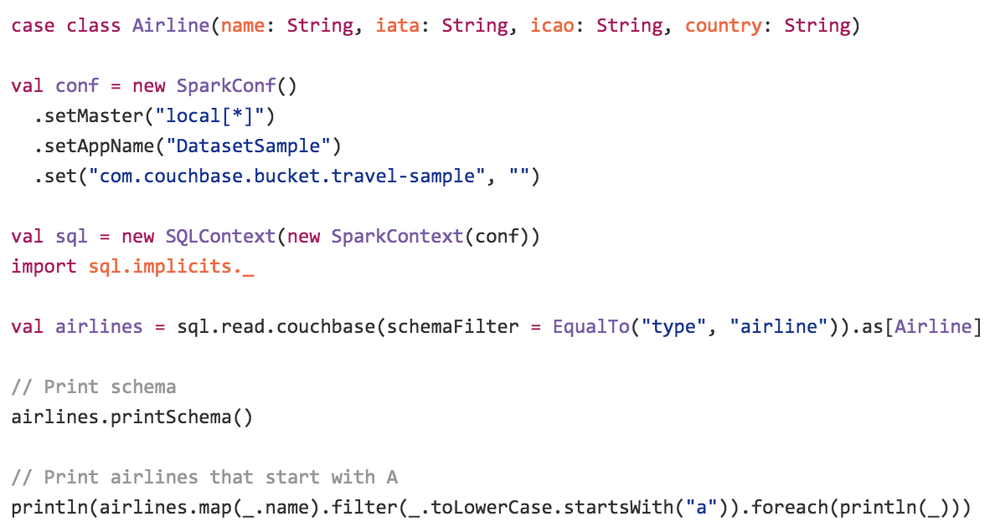 case class Airline(name: String, iata: String, icao: String, country: String)

val conf = new SparkConf()
  .setMaster("local[*]")
  .setAppName("DatasetSample")
  .set("com.couchbase.bucket.travel-sample", "")

val sql = new SQLContext(new SparkContext(conf))
import sql.implicits._

val airlines = sql.read.couchbase(schemaFilter = EqualTo("type", "airline")).as[Airline]

// Print schema
airlines.printSchema()

// Print airlines that start with A
println(airlines.map(_.name).filter(_.toLowerCase.startsWith("a")).foreach(println(_)))